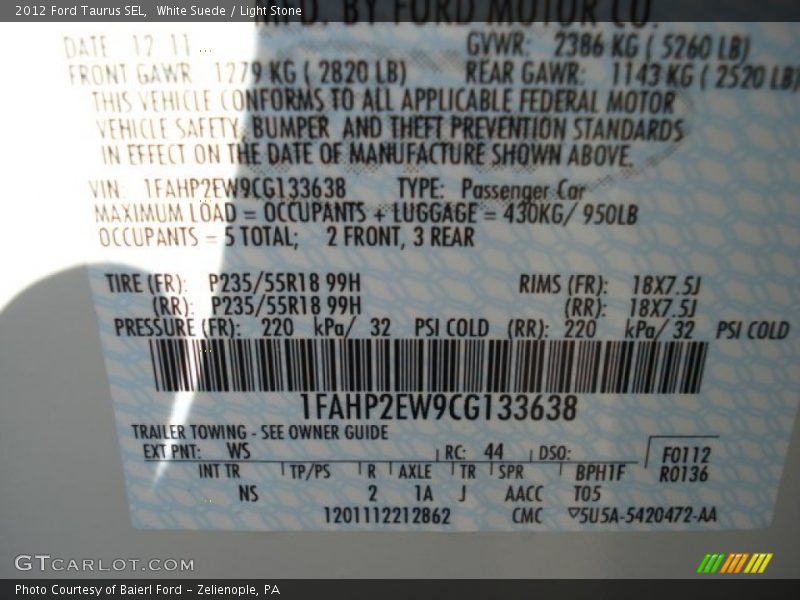 2012 Ford Taurus SEL, White Suede / Light Stone
BY FORD MOTOR CO.
DATE 12 11 GVWR: 2386 KG ( 5260 LB)
FRONT GAWR 1279 KG ( 2820 LB) REAR GAWR: 1143 KG ( 2520 LB)
THIS VEHICLE CONFORMS TO ALL APPLICABLE FEDERAL MOTOR
VEHICLE SAFETY, BUMPER AND THEFT PREVENTION STANDARDS
IN EFFECT ON THE DATE OF MANUFACTURE SHOWN ABOVE.
VIN: 1FAHP2EW9CG133638 TYPE: Passenger Car
MAXIMUM LOAD = OCCUPANTS + LUGGAGE = 430KG/ 950LB
OCCUPANTS = 5 TOTAL; 2 FRONT, 3 REAR
TIRE (FR): P235/55R18 99H RIMS (FR): 18X7.5J
(RR): P235/55R18 99H (RR): 18X7.5J
PRESSURE (FR): 220 kPa/ 32 PSI COLD (RR): 220 kPa/ 32 PSI COLD
1FAHP2EW9CG133638
TRAILER TOWING - SEE OWNER GUIDE
EXT PNT: WS RC: 44 DSO: F0112
INT TR TP/PS R AXLE TR SPR BPH1F R0136
NS 2 1A J AACC T05
1201112212862 CMC ▽5U5A-5420472-AA
GTCARLOT.COM
Photo Courtesy of Baierl Ford - Zelienople, PA